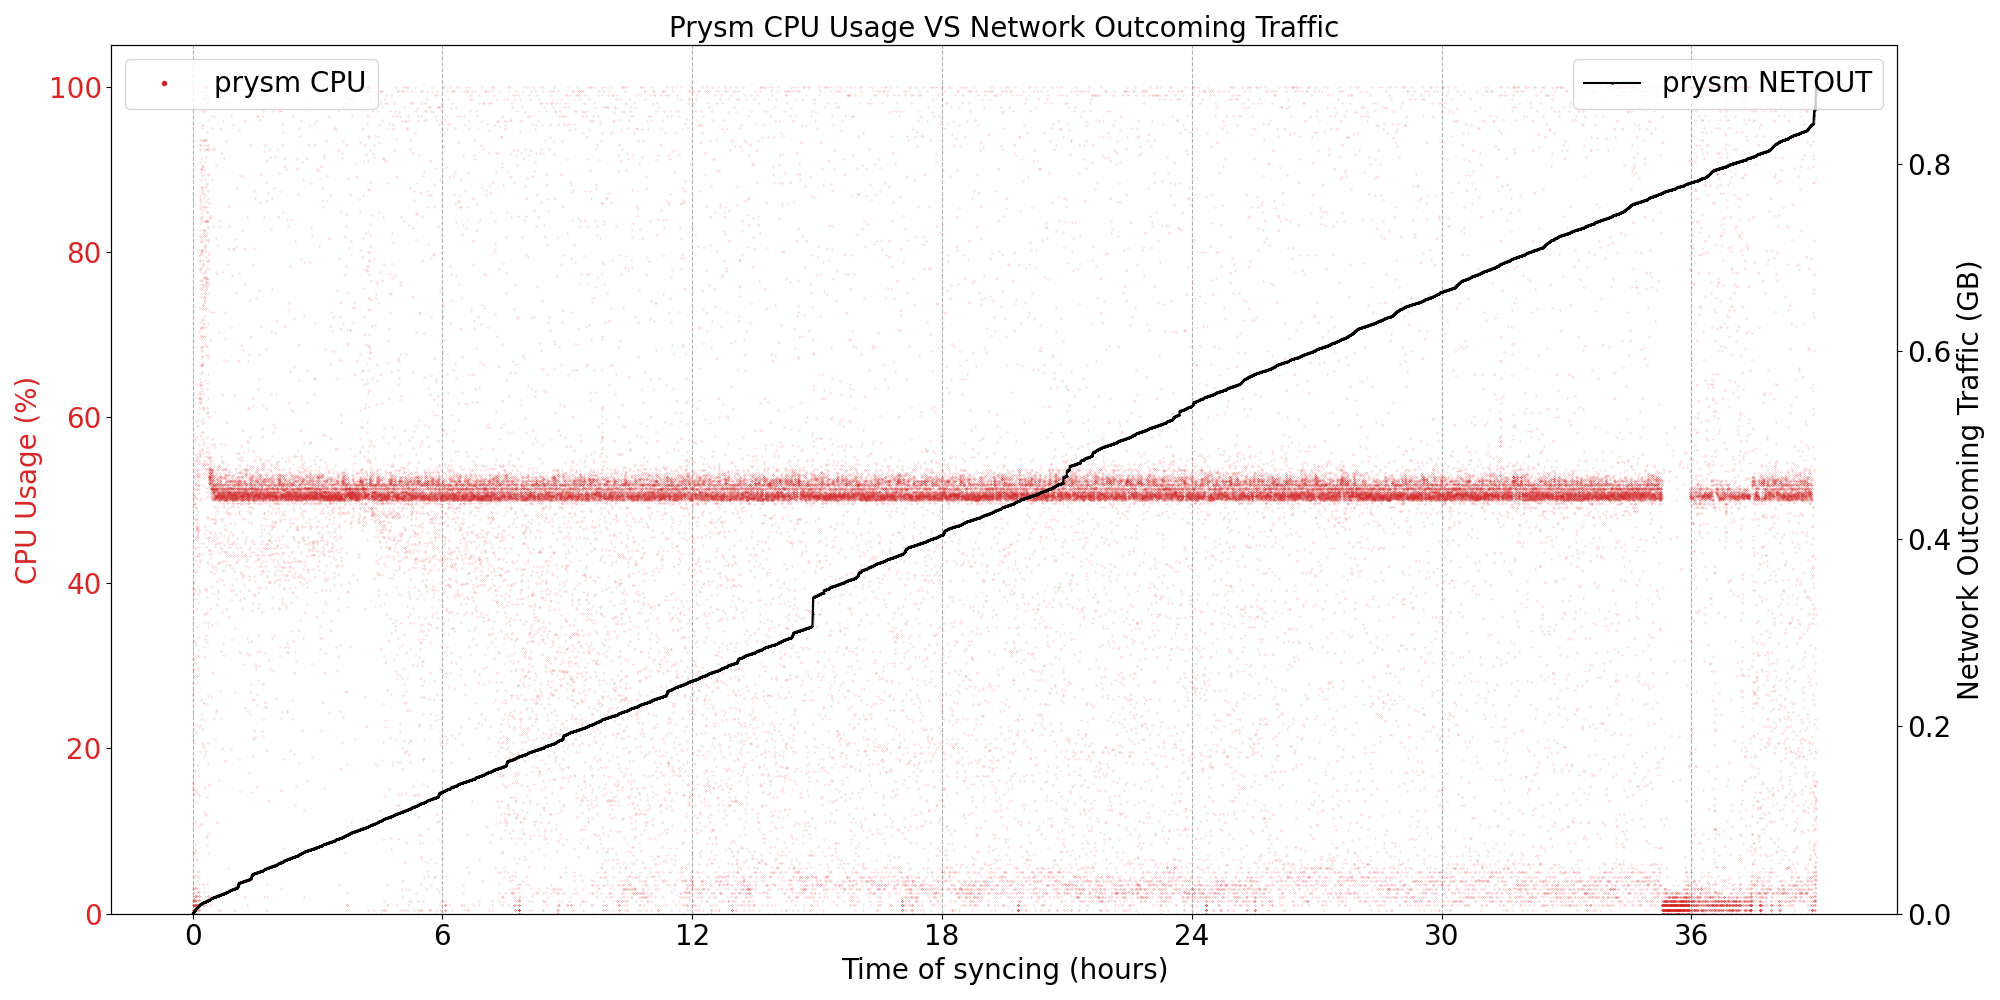 Prysm CPU Usage VS Network Outcoming Traffic
prysm CPU
prysm NETOUT
100
80
60
40
20
0
CPU Usage (%)
0.8
0.6
0.4
0.2
0.0
Network Outcoming Traffic (GB)
0 6 12 18 24 30 36
Time of syncing (hours)